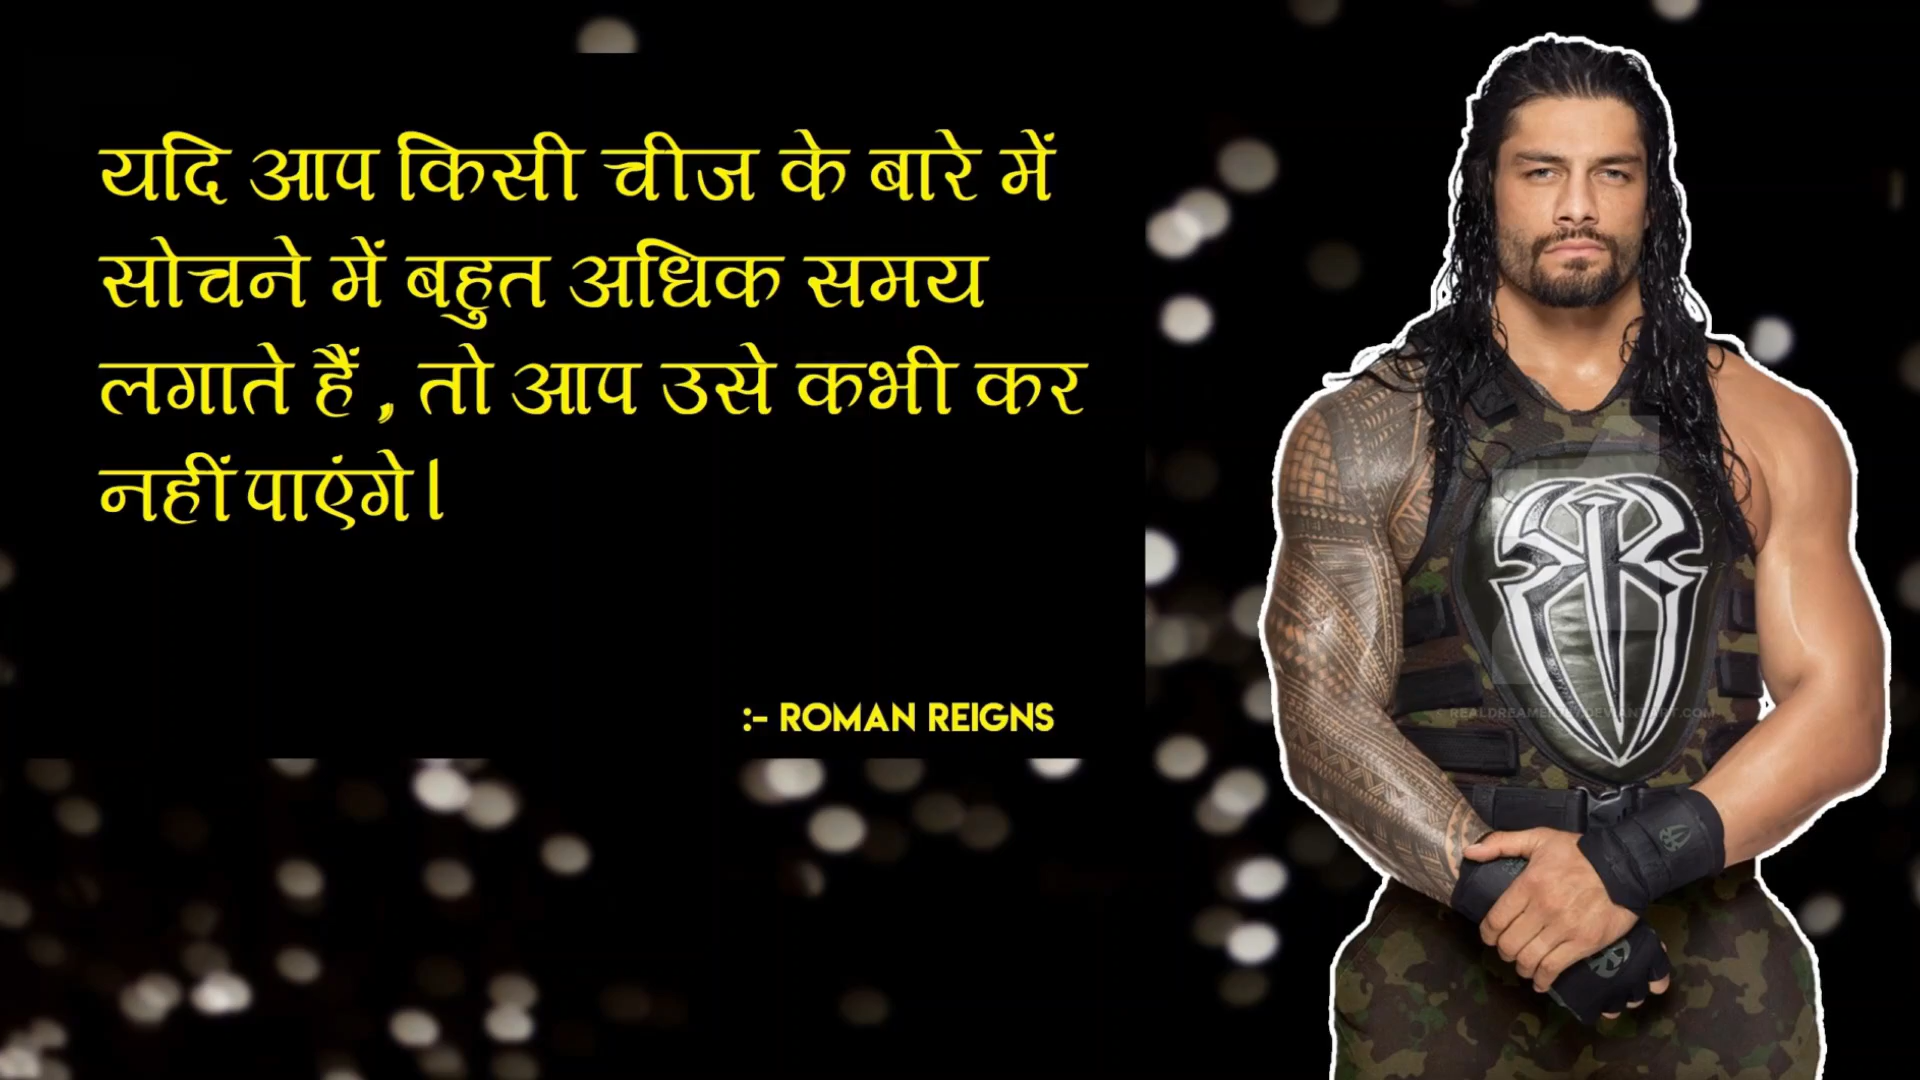 यदि आप किसी चीज के बारे में
सोचने में बहुत अधिक समय
लगाते हैं , तो आप उसे कभी कर
नहीं पाएंगे।
:- ROMAN REIGNS